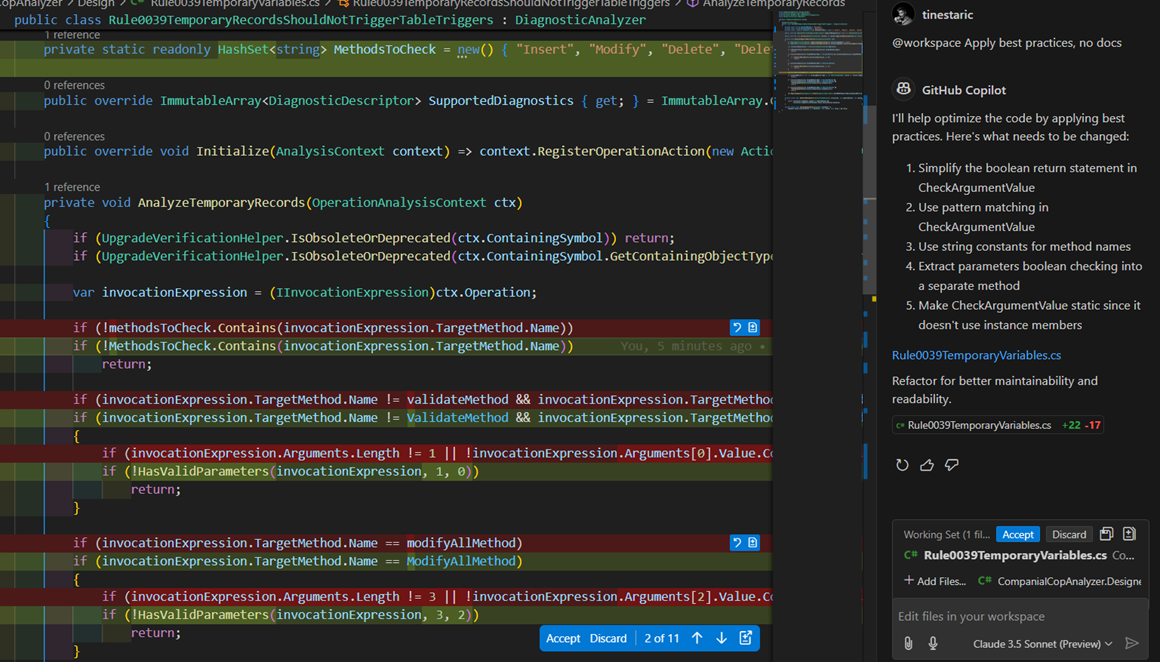 CopAnalyzer > Design > Rule0039TemporaryVariables.cs > Rule0039TemporaryRecordsShouldNotTriggerTableTriggers > AnalyzeTemporaryRecords
public class Rule0039TemporaryRecordsShouldNotTriggerTableTriggers : DiagnosticAnalyzer
1 reference
private static readonly HashSet<string> MethodsToCheck = new() { "Insert", "Modify", "Delete", "Dele
0 references
public override ImmutableArray<DiagnosticDescriptor> SupportedDiagnostics { get; } = ImmutableArray.
0 references
public override void Initialize(AnalysisContext context) => context.RegisterOperationAction(new Actio
1 reference
private void AnalyzeTemporaryRecords(OperationAnalysisContext ctx)
{
if (UpgradeVerificationHelper.IsObsoleteOrDeprecated(ctx.ContainingSymbol)) return;
if (UpgradeVerificationHelper.IsObsoleteOrDeprecated(ctx.ContainingSymbol.GetContainingObjectType
var invocationExpression = (IInvocationExpression)ctx.Operation;
if (!methodsToCheck.Contains(invocationExpression.TargetMethod.Name))
if (!MethodsToCheck.Contains(invocationExpression.TargetMethod.Name)) You, 5 minutes ago •
return;
if (invocationExpression.TargetMethod.Name != validateMethod && invocationExpression.TargetMethod
if (invocationExpression.TargetMethod.Name != ValidateMethod && invocationExpression.TargetMethod
{
if (invocationExpression.Arguments.Length != 1 || !invocationExpression.Arguments[0].Value.Co
if (!HasValidParameters(invocationExpression, 1, 0))
return;
}
if (invocationExpression.TargetMethod.Name == modifyAllMethod)
if (invocationExpression.TargetMethod.Name == ModifyAllMethod)
{
if (invocationExpression.Arguments.Length != 3 || !invocationExpression.Arguments[2].Value.Co
if (!HasValidParameters(invocationExpression, 3, 2))
return;
}
Accept Discard 2 of 11
tinestaric
@workspace Apply best practices, no docs
GitHub Copilot
I'll help optimize the code by applying best
practices. Here's what needs to be changed:
1. Simplify the boolean return statement in
CheckArgumentValue
2. Use pattern matching in
CheckArgumentValue
3. Use string constants for method names
4. Extract parameters boolean checking into
a separate method
5. Make CheckArgumentValue static since it
doesn't use instance members
Rule0039TemporaryVariables.cs
Refactor for better maintainability and
readability.
C# Rule0039TemporaryVariables.cs +22 -17
Working Set (1 fil... Accept Discard
C# Rule0039TemporaryVariables.cs Co...
+ Add Files... C# CompanialCopAnalyzer.Designe
Edit files in your workspace
Claude 3.5 Sonnet (Preview)